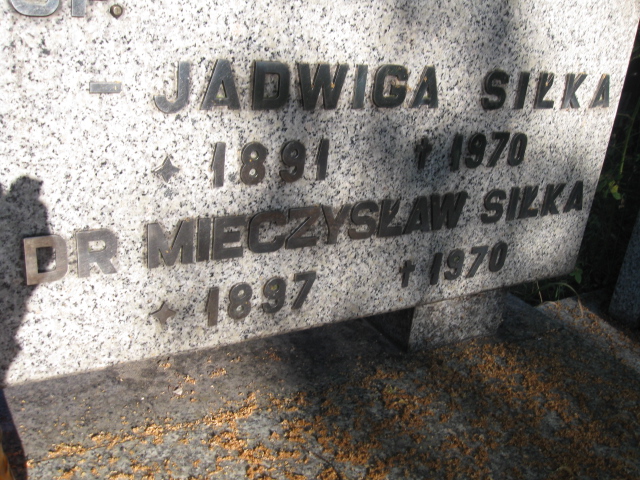 - JADWIGA SIŁKA
✦ 1891 † 1970
DR MIECZYSŁAW SIŁKA
✦ 1897 † 1970